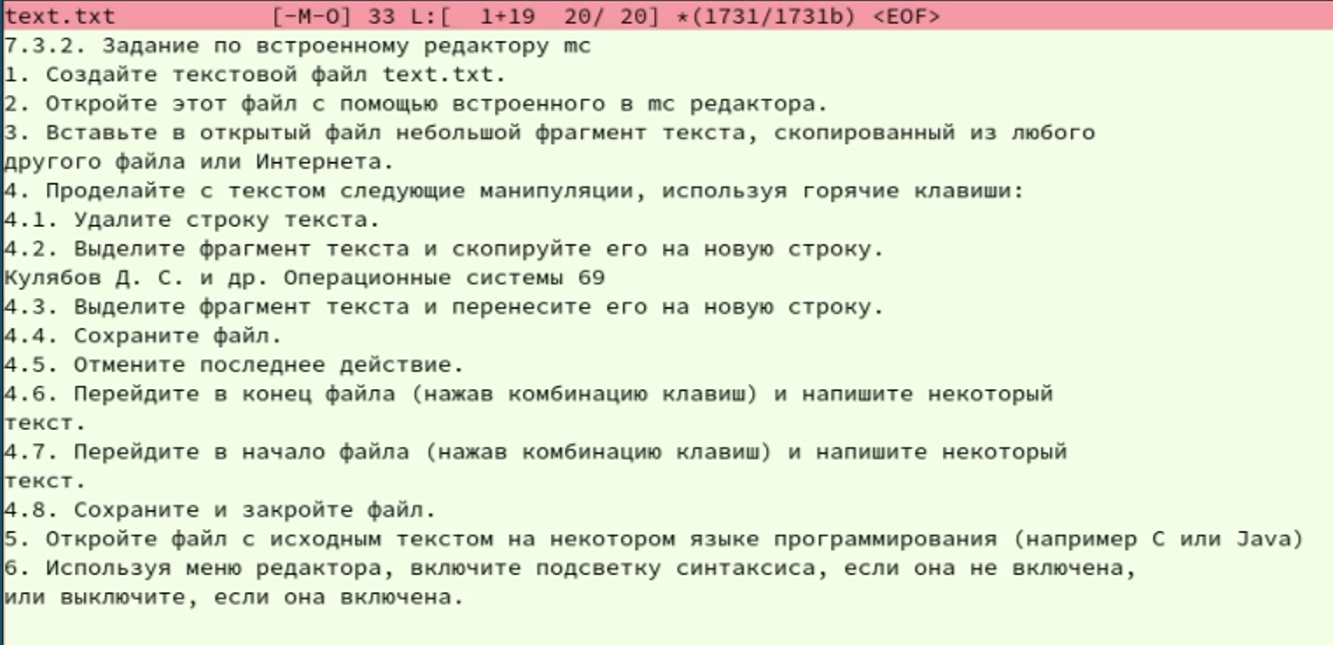 text.txt [-M-O] 33 L:[ 1+19 20/ 20] *(1731/1731b) <EOF>
7.3.2. Задание по встроенному редактору mc
1. Создайте текстовой файл text.txt.
2. Откройте этот файл с помощью встроенного в mc редактора.
3. Вставьте в открытый файл небольшой фрагмент текста, скопированный из любого
другого файла или Интернета.
4. Проделайте с текстом следующие манипуляции, используя горячие клавиши:
4.1. Удалите строку текста.
4.2. Выделите фрагмент текста и скопируйте его на новую строку.
Кулябов Д. С. и др. Операционные системы 69
4.3. Выделите фрагмент текста и перенесите его на новую строку.
4.4. Сохраните файл.
4.5. Отмените последнее действие.
4.6. Перейдите в конец файла (нажав комбинацию клавиш) и напишите некоторый
текст.
4.7. Перейдите в начало файла (нажав комбинацию клавиш) и напишите некоторый
текст.
4.8. Сохраните и закройте файл.
5. Откройте файл с исходным текстом на некотором языке программирования (например C или Java)
6. Используя меню редактора, включите подсветку синтаксиса, если она не включена,
или выключите, если она включена.